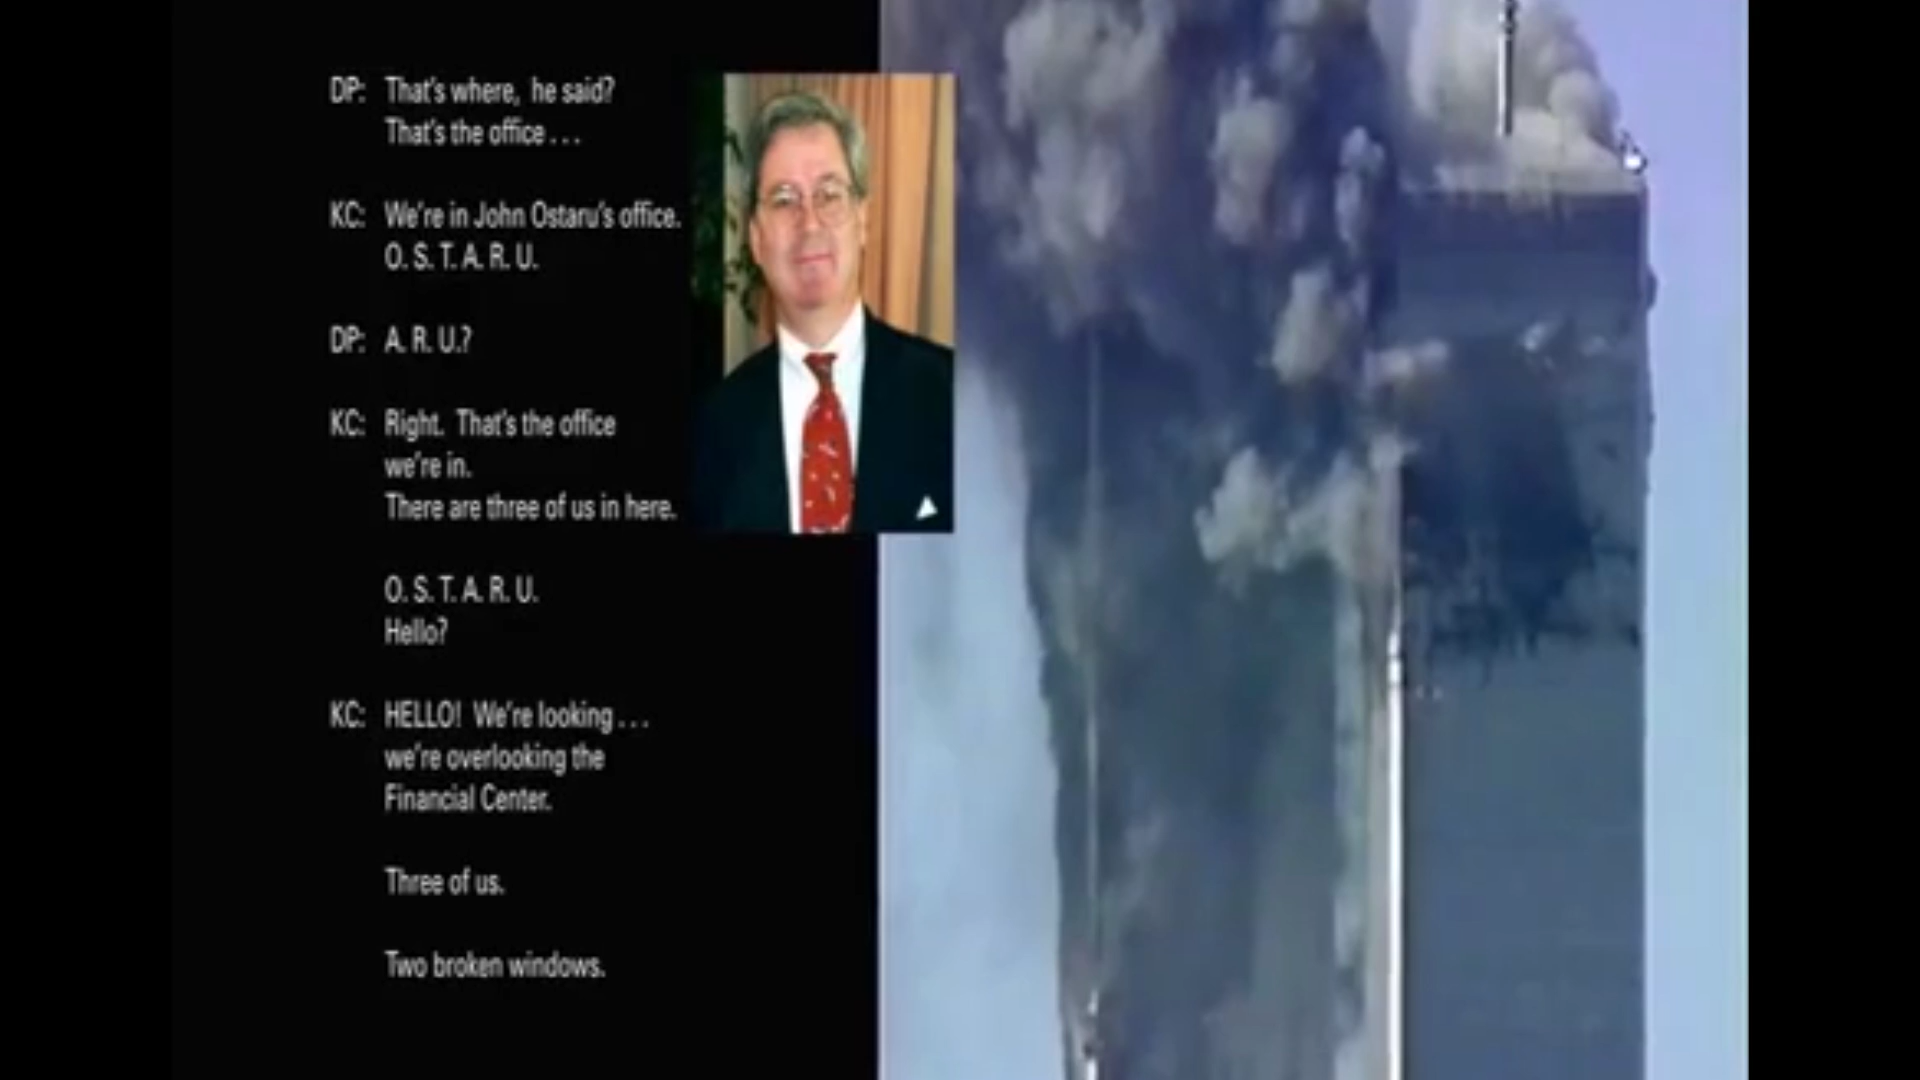 DP: That's where, he said?
That's the office . . .
KC: We're in John Ostaru's office.
O. S. T. A. R. U.
DP: A. R. U.?
KC: Right. That's the office
we're in.
There are three of us in here.
O. S. T. A. R. U.
Hello?
KC: HELLO! We're looking . . .
we're overlooking the
Financial Center.
Three of us.
Two broken windows.